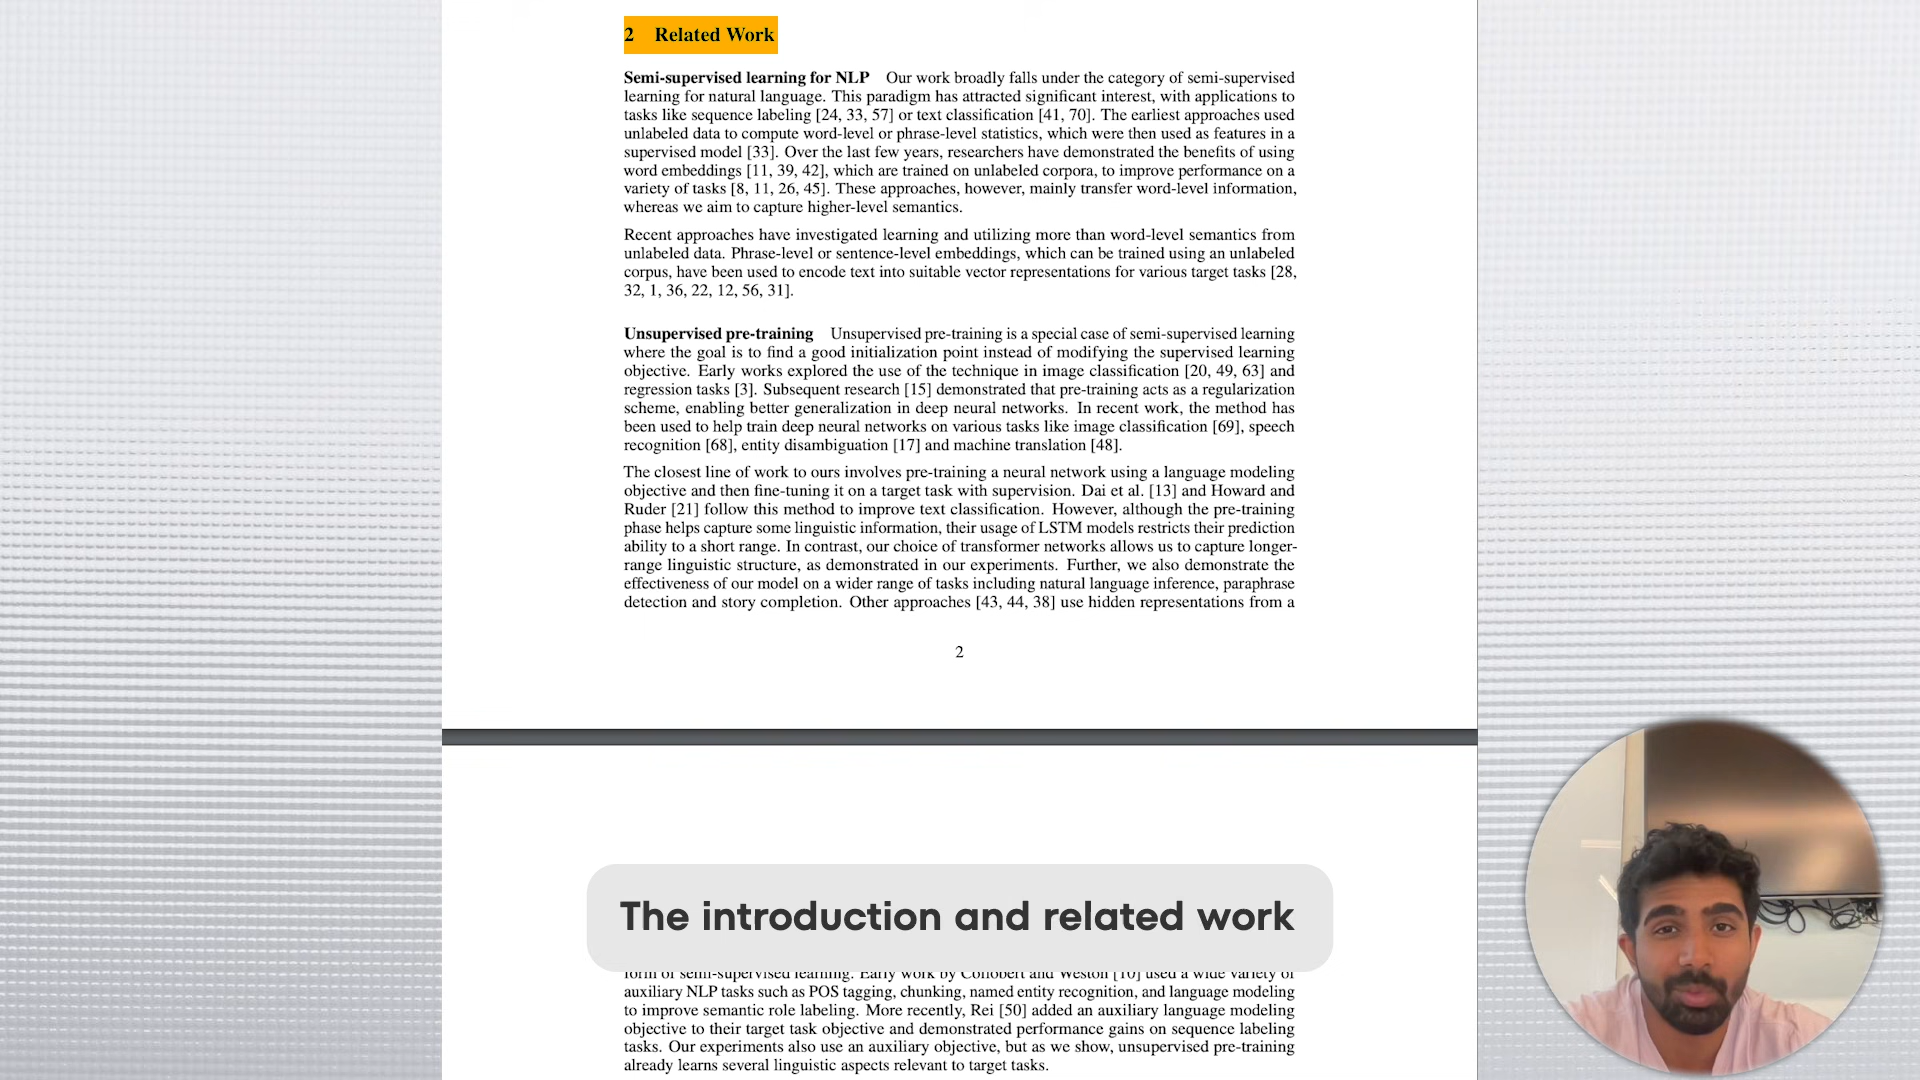 2 Related Work
Semi-supervised learning for NLP Our work broadly falls under the category of semi-supervised
learning for natural language. This paradigm has attracted significant interest, with applications to
tasks like sequence labeling [24, 33, 57] or text classification [41, 70]. The earliest approaches used
unlabeled data to compute word-level or phrase-level statistics, which were then used as features in a
supervised model [33]. Over the last few years, researchers have demonstrated the benefits of using
word embeddings [11, 39, 42], which are trained on unlabeled corpora, to improve performance on a
variety of tasks [8, 11, 26, 45]. These approaches, however, mainly transfer word-level information,
whereas we aim to capture higher-level semantics.
Recent approaches have investigated learning and utilizing more than word-level semantics from
unlabeled data. Phrase-level or sentence-level embeddings, which can be trained using an unlabeled
corpus, have been used to encode text into suitable vector representations for various target tasks [28,
32, 1, 36, 22, 12, 56, 31].
Unsupervised pre-training Unsupervised pre-training is a special case of semi-supervised learning
where the goal is to find a good initialization point instead of modifying the supervised learning
objective. Early works explored the use of the technique in image classification [20, 49, 63] and
regression tasks [3]. Subsequent research [15] demonstrated that pre-training acts as a regularization
scheme, enabling better generalization in deep neural networks. In recent work, the method has
been used to help train deep neural networks on various tasks like image classification [69], speech
recognition [68], entity disambiguation [17] and machine translation [48].
The closest line of work to ours involves pre-training a neural network using a language modeling
objective and then fine-tuning it on a target task with supervision. Dai et al. [13] and Howard and
Ruder [21] follow this method to improve text classification. However, although the pre-training
phase helps capture some linguistic information, their usage of LSTM models restricts their prediction
ability to a short range. In contrast, our choice of transformer networks allows us to capture longer-
range linguistic structure, as demonstrated in our experiments. Further, we also demonstrate the
effectiveness of our model on a wider range of tasks including natural language inference, paraphrase
detection and story completion. Other approaches [43, 44, 38] use hidden representations from a
2
The introduction and related work
form of semi-supervised learning. Early work by Collobert and Weston [10] used a wide variety of
auxiliary NLP tasks such as POS tagging, chunking, named entity recognition, and language modeling
to improve semantic role labeling. More recently, Rei [50] added an auxiliary language modeling
objective to their target task objective and demonstrated performance gains on sequence labeling
tasks. Our experiments also use an auxiliary objective, but as we show, unsupervised pre-training
already learns several linguistic aspects relevant to target tasks.